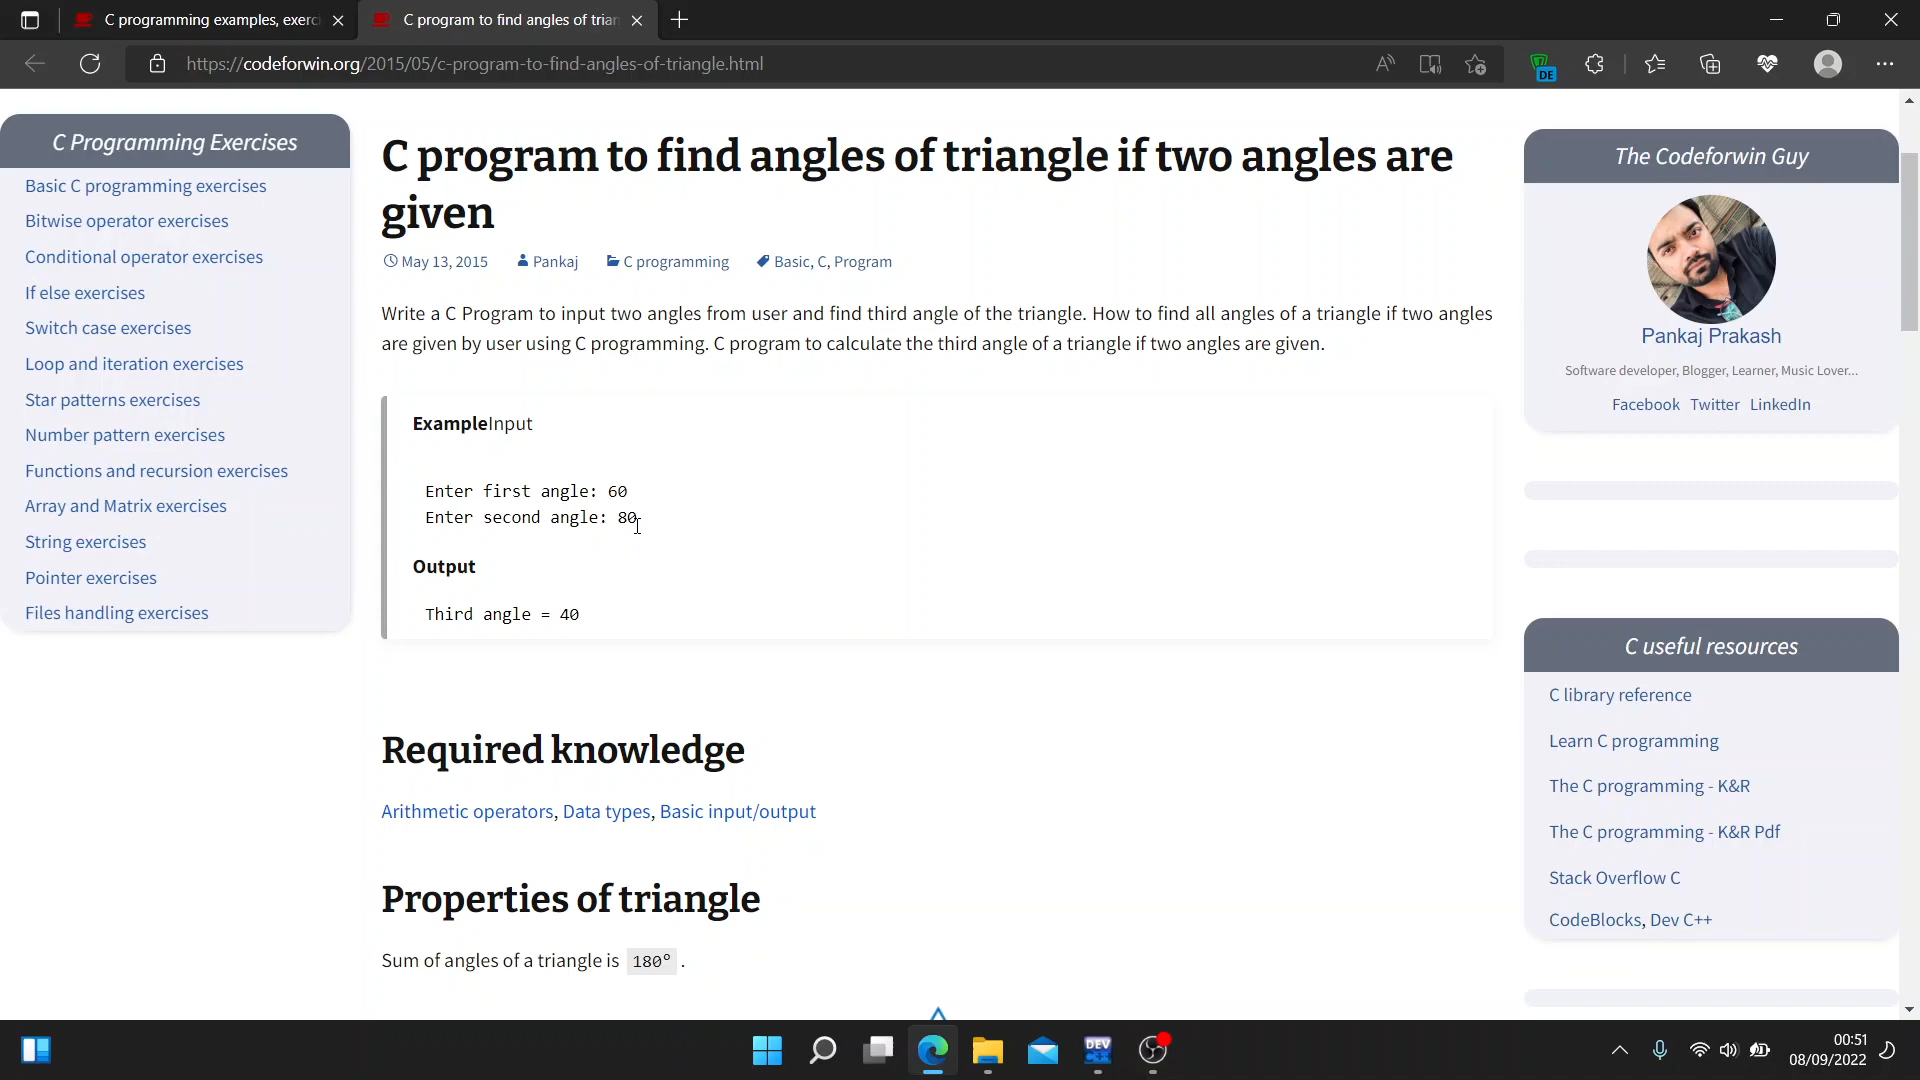 C programming examples, exerci
C program to find angles of trian
https://codeforwin.org/2015/05/c-program-to-find-angles-of-triangle.html
DE
C Programming Exercises
Basic C programming exercises
Bitwise operator exercises
Conditional operator exercises
If else exercises
Switch case exercises
Loop and iteration exercises
Star patterns exercises
Number pattern exercises
Functions and recursion exercises
Array and Matrix exercises
String exercises
Pointer exercises
Files handling exercises
C program to find angles of triangle if two angles are
given
May 13, 2015 Pankaj C programming Basic, C, Program
Write a C Program to input two angles from user and find third angle of the triangle. How to find all angles of a triangle if two angles
are given by user using C programming. C program to calculate the third angle of a triangle if two angles are given.
ExampleInput
Enter first angle: 60
Enter second angle: 80
Output
Third angle = 40
Required knowledge
Arithmetic operators, Data types, Basic input/output
Properties of triangle
Sum of angles of a triangle is 180° .
The Codeforwin Guy
Pankaj Prakash
Software developer, Blogger, Learner, Music Lover...
Facebook Twitter LinkedIn
C useful resources
C library reference
Learn C programming
The C programming - K&R
The C programming - K&R Pdf
Stack Overflow C
CodeBlocks, Dev C++
DEV
C++
00:51
08/09/2022